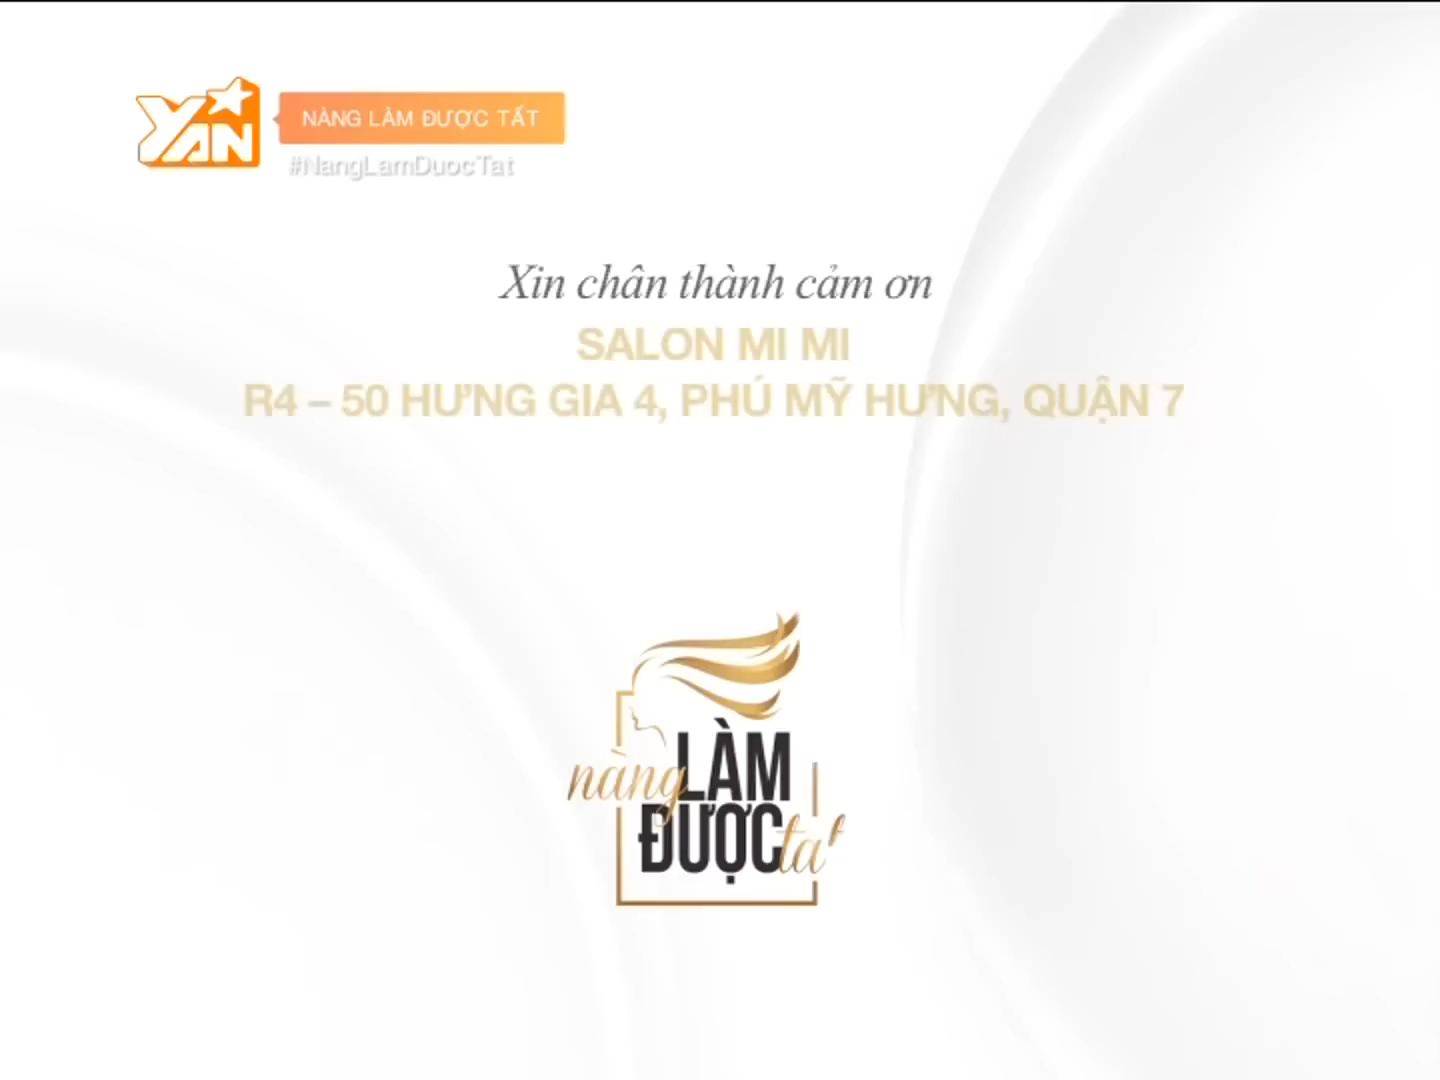 YAN
NÀNG LÀM ĐƯỢC TẤT
#NangLamDuocTat
Xin chân thành cảm ơn
SALON MI MI
R4 – 50 HƯNG GIA 4, PHÚ MỸ HƯNG, QUẬN 7
nàng LÀM
ĐƯỢC tất